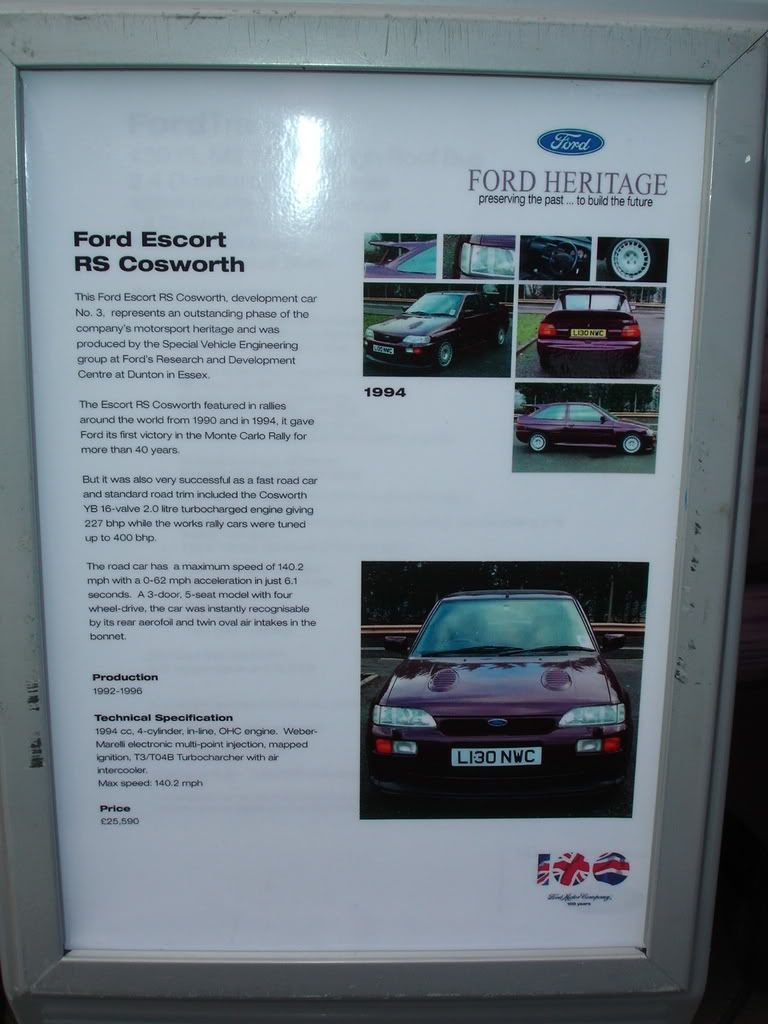 Ford
FORD HERITAGE
preserving the past ... to build the future
Ford Escort
RS Cosworth
This Ford Escort RS Cosworth, development car
No. 3, represents an outstanding phase of the
company's motorsport heritage and was
produced by the Special Vehicle Engineering
group at Ford's Research and Development
Centre at Dunton in Essex.
The Escort RS Cosworth featured in rallies
around the world from 1990 and in 1994, it gave
Ford its first victory in the Monte Carlo Rally for
more than 40 years.
But it was also very successful as a fast road car
and standard road trim included the Cosworth
YB 16-valve 2.0 litre turbocharged engine giving
227 bhp while the works rally cars were tuned
up to 400 bhp.
The road car has a maximum speed of 140.2
mph with a 0-62 mph acceleration in just 6.1
seconds. A 3-door, 5-seat model with four
wheel-drive, the car was instantly recognisable
by its rear aerofoil and twin oval air intakes in the
bonnet.
Production
1992-1996
Technical Specification
1994 cc, 4-cylinder, in-line, OHC engine. Weber-
Marelli electronic multi-point injection, mapped
ignition, T3/T04B Turbocharcher with air
intercooler.
Max speed: 140.2 mph
Price
£25,590
L130 NWC
L130 NWC
1994
L130 NWC
100
Ford Motor Company,
100 years